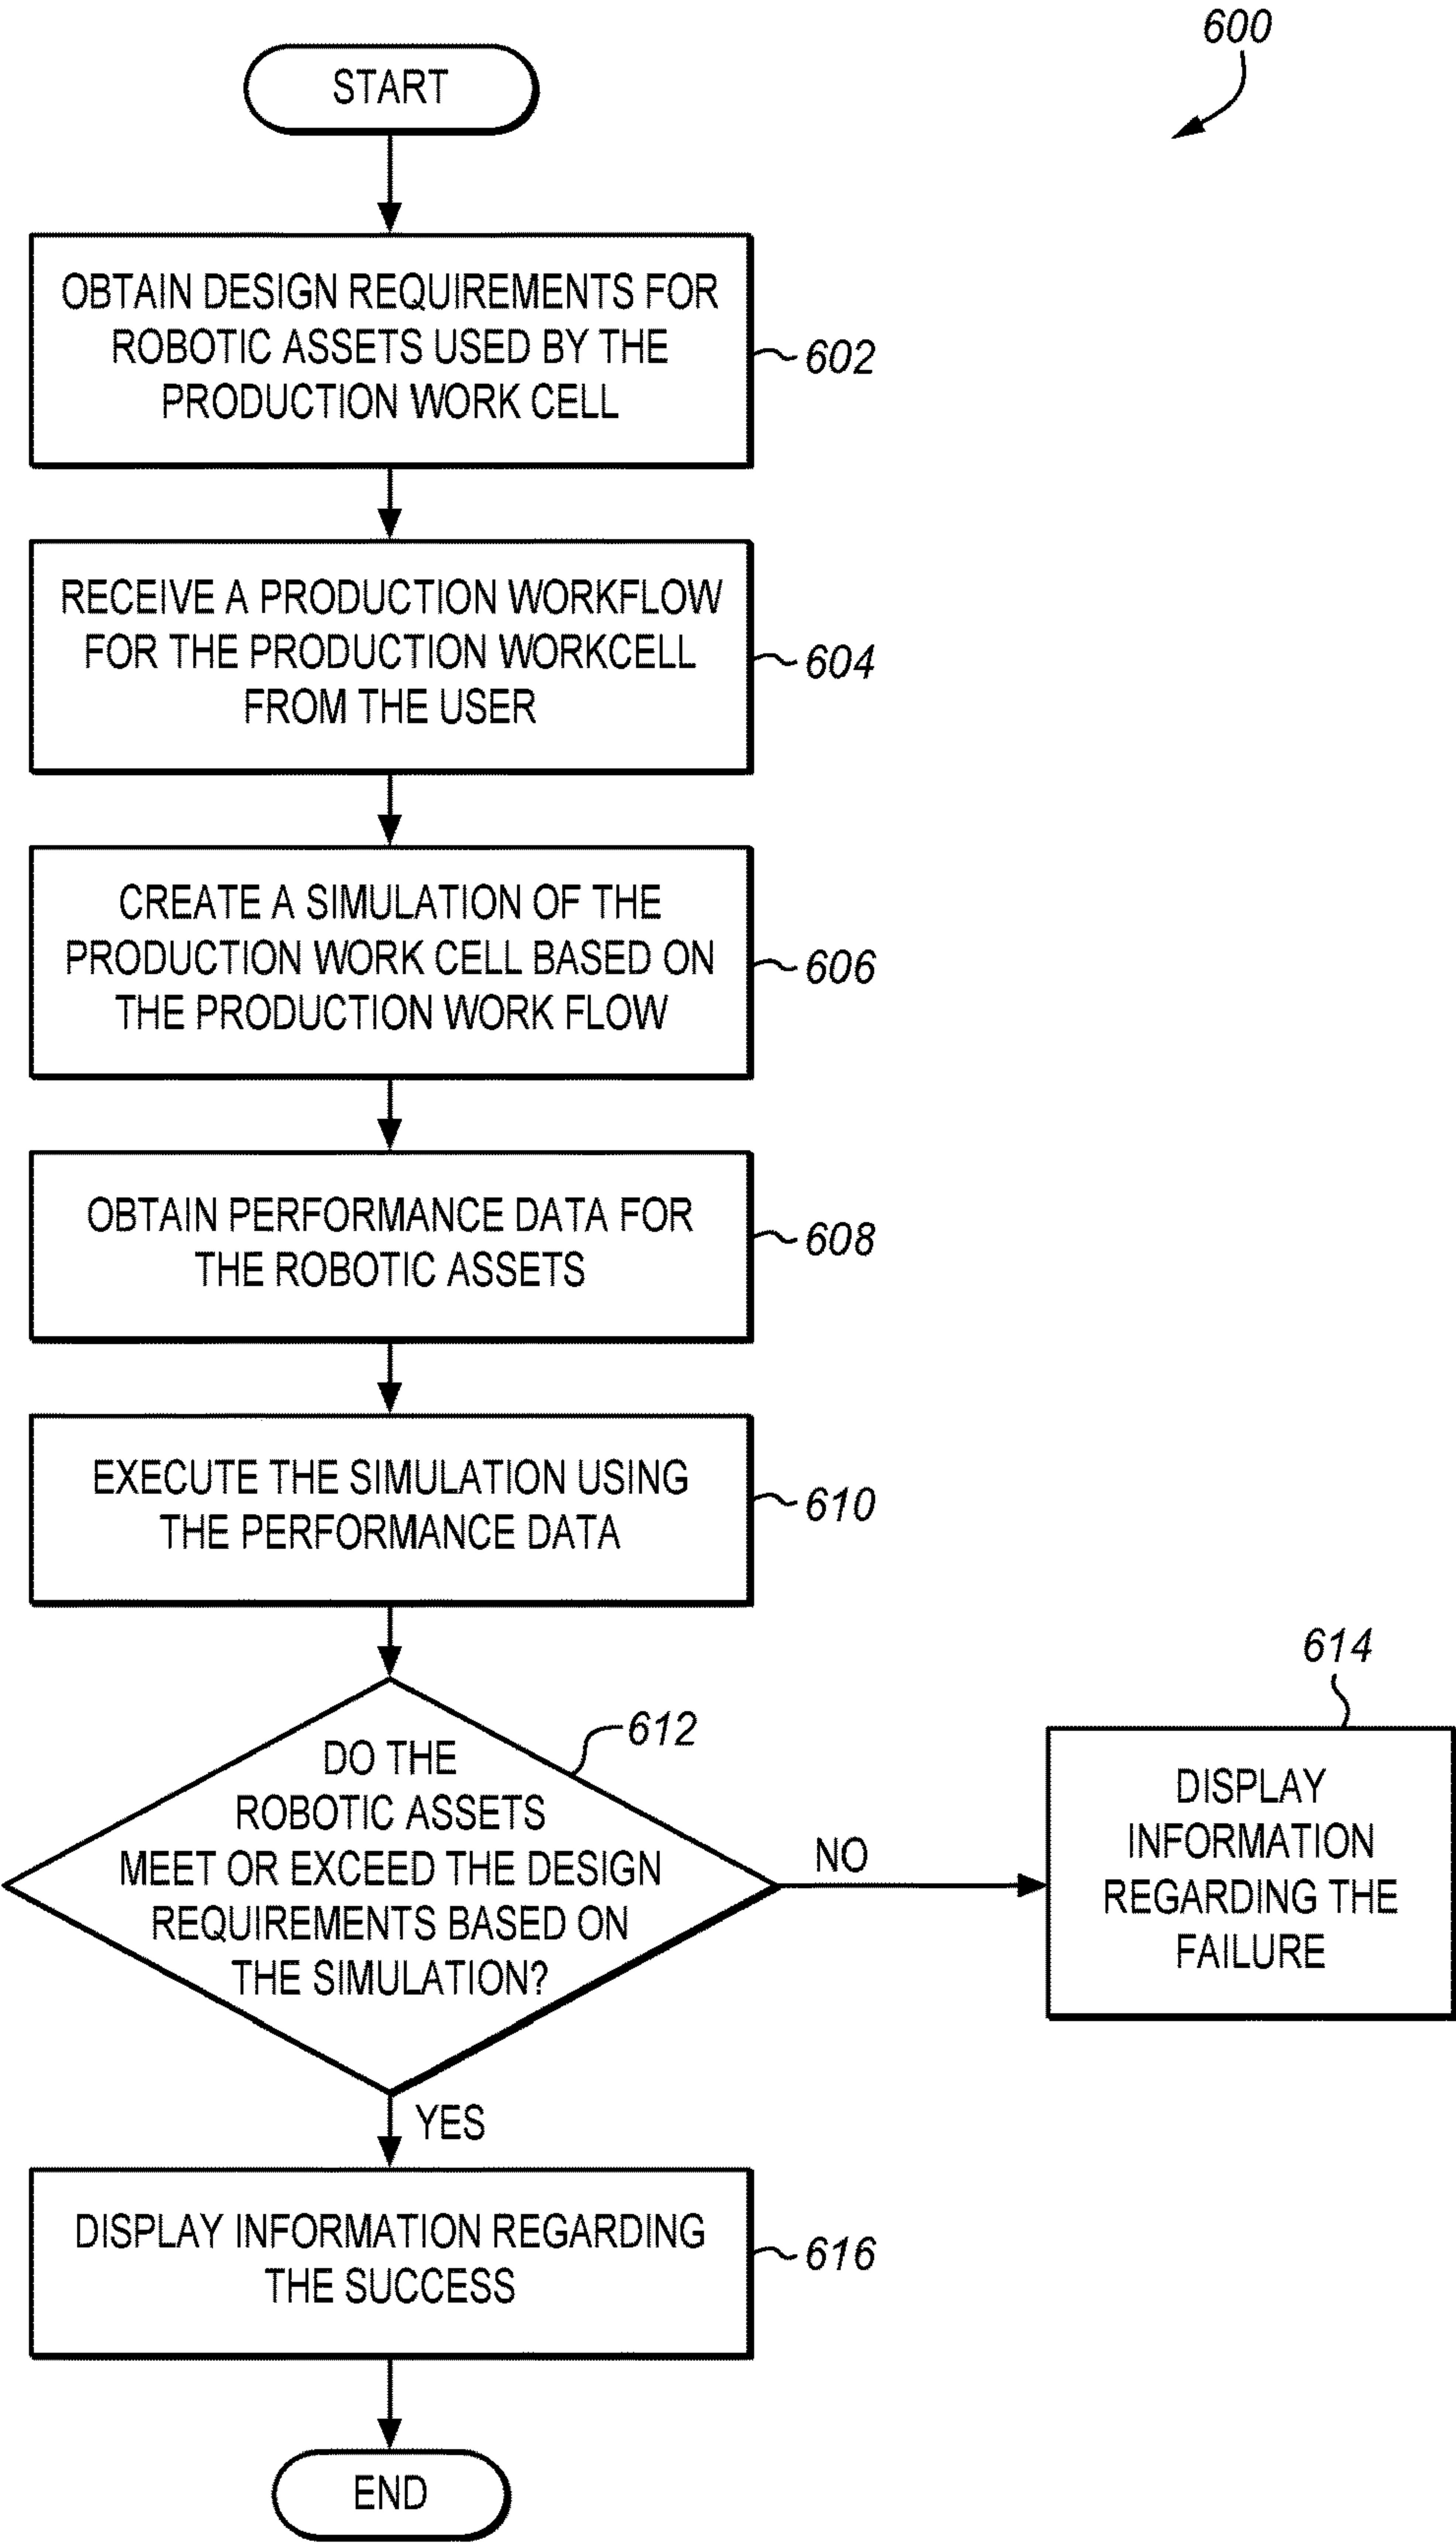 600
START
OBTAIN DESIGN REQUIREMENTS FOR
ROBOTIC ASSETS USED BY THE
PRODUCTION WORK CELL
602
RECEIVE A PRODUCTION WORKFLOW
FOR THE PRODUCTION WORKCELL
FROM THE USER
604
CREATE A SIMULATION OF THE
PRODUCTION WORK CELL BASED ON
THE PRODUCTION WORK FLOW
606
OBTAIN PERFORMANCE DATA FOR
THE ROBOTIC ASSETS
608
EXECUTE THE SIMULATION USING
THE PERFORMANCE DATA
610
DO THE
ROBOTIC ASSETS
MEET OR EXCEED THE DESIGN
REQUIREMENTS BASED ON
THE SIMULATION?
612
NO
614
DISPLAY
INFORMATION
REGARDING THE
FAILURE
YES
DISPLAY INFORMATION REGARDING
THE SUCCESS
616
END